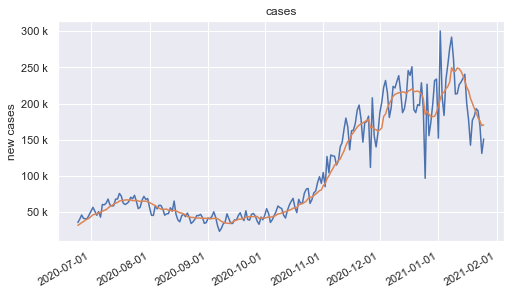 cases
300 k
250 k
200 k
150 k
100 k
50 k
new cases
2020-07-01
2020-08-01
2020-09-01
2020-10-01
2020-11-01
2020-12-01
2021-01-01
2021-02-01